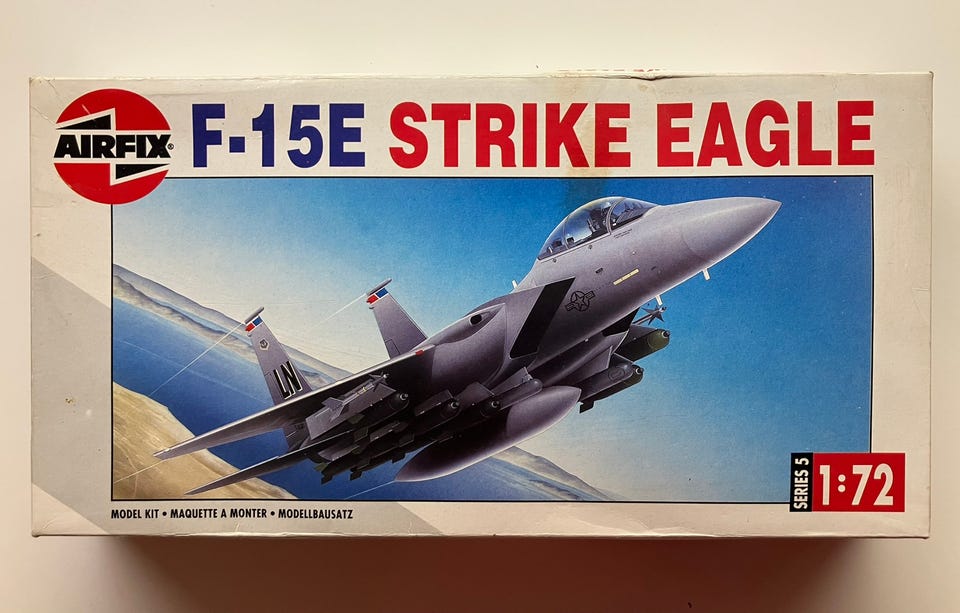 AIRFIX®
F-15E STRIKE EAGLE
LN
SERIES 5
1:72
MODEL KIT • MAQUETTE A MONTER • MODELLBAUSATZ